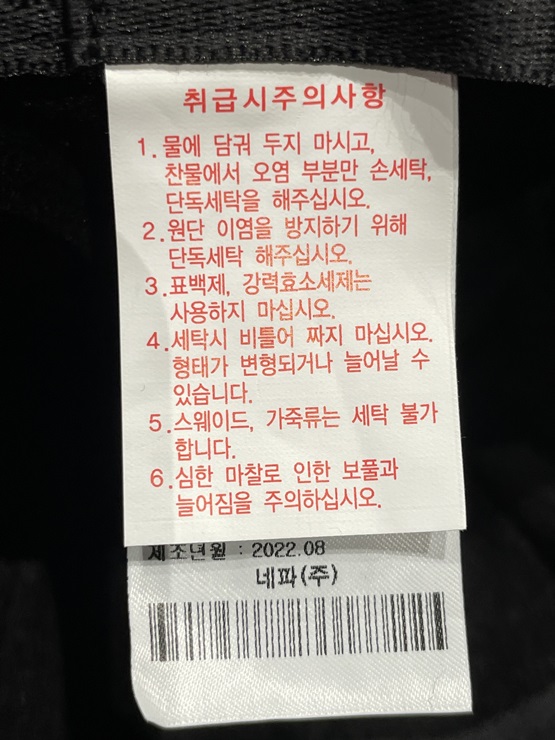 취급시주의사항
1. 물에 담궈 두지 마시고,
찬물에서 오염 부분만 손세탁,
단독세탁을 해주십시오.
2. 원단 이염을 방지하기 위해
단독세탁 해주십시오.
3. 표백제, 강력효소세제는
사용하지 마십시오.
4. 세탁시 비틀어 짜지 마십시오.
형태가 변형되거나 늘어날 수
있습니다.
5. 스웨이드, 가죽류는 세탁 불가
합니다.
6. 심한 마찰로 인한 보풀과
늘어짐을 주의하십시오.
제조년월 : 2022.08
네파(주)